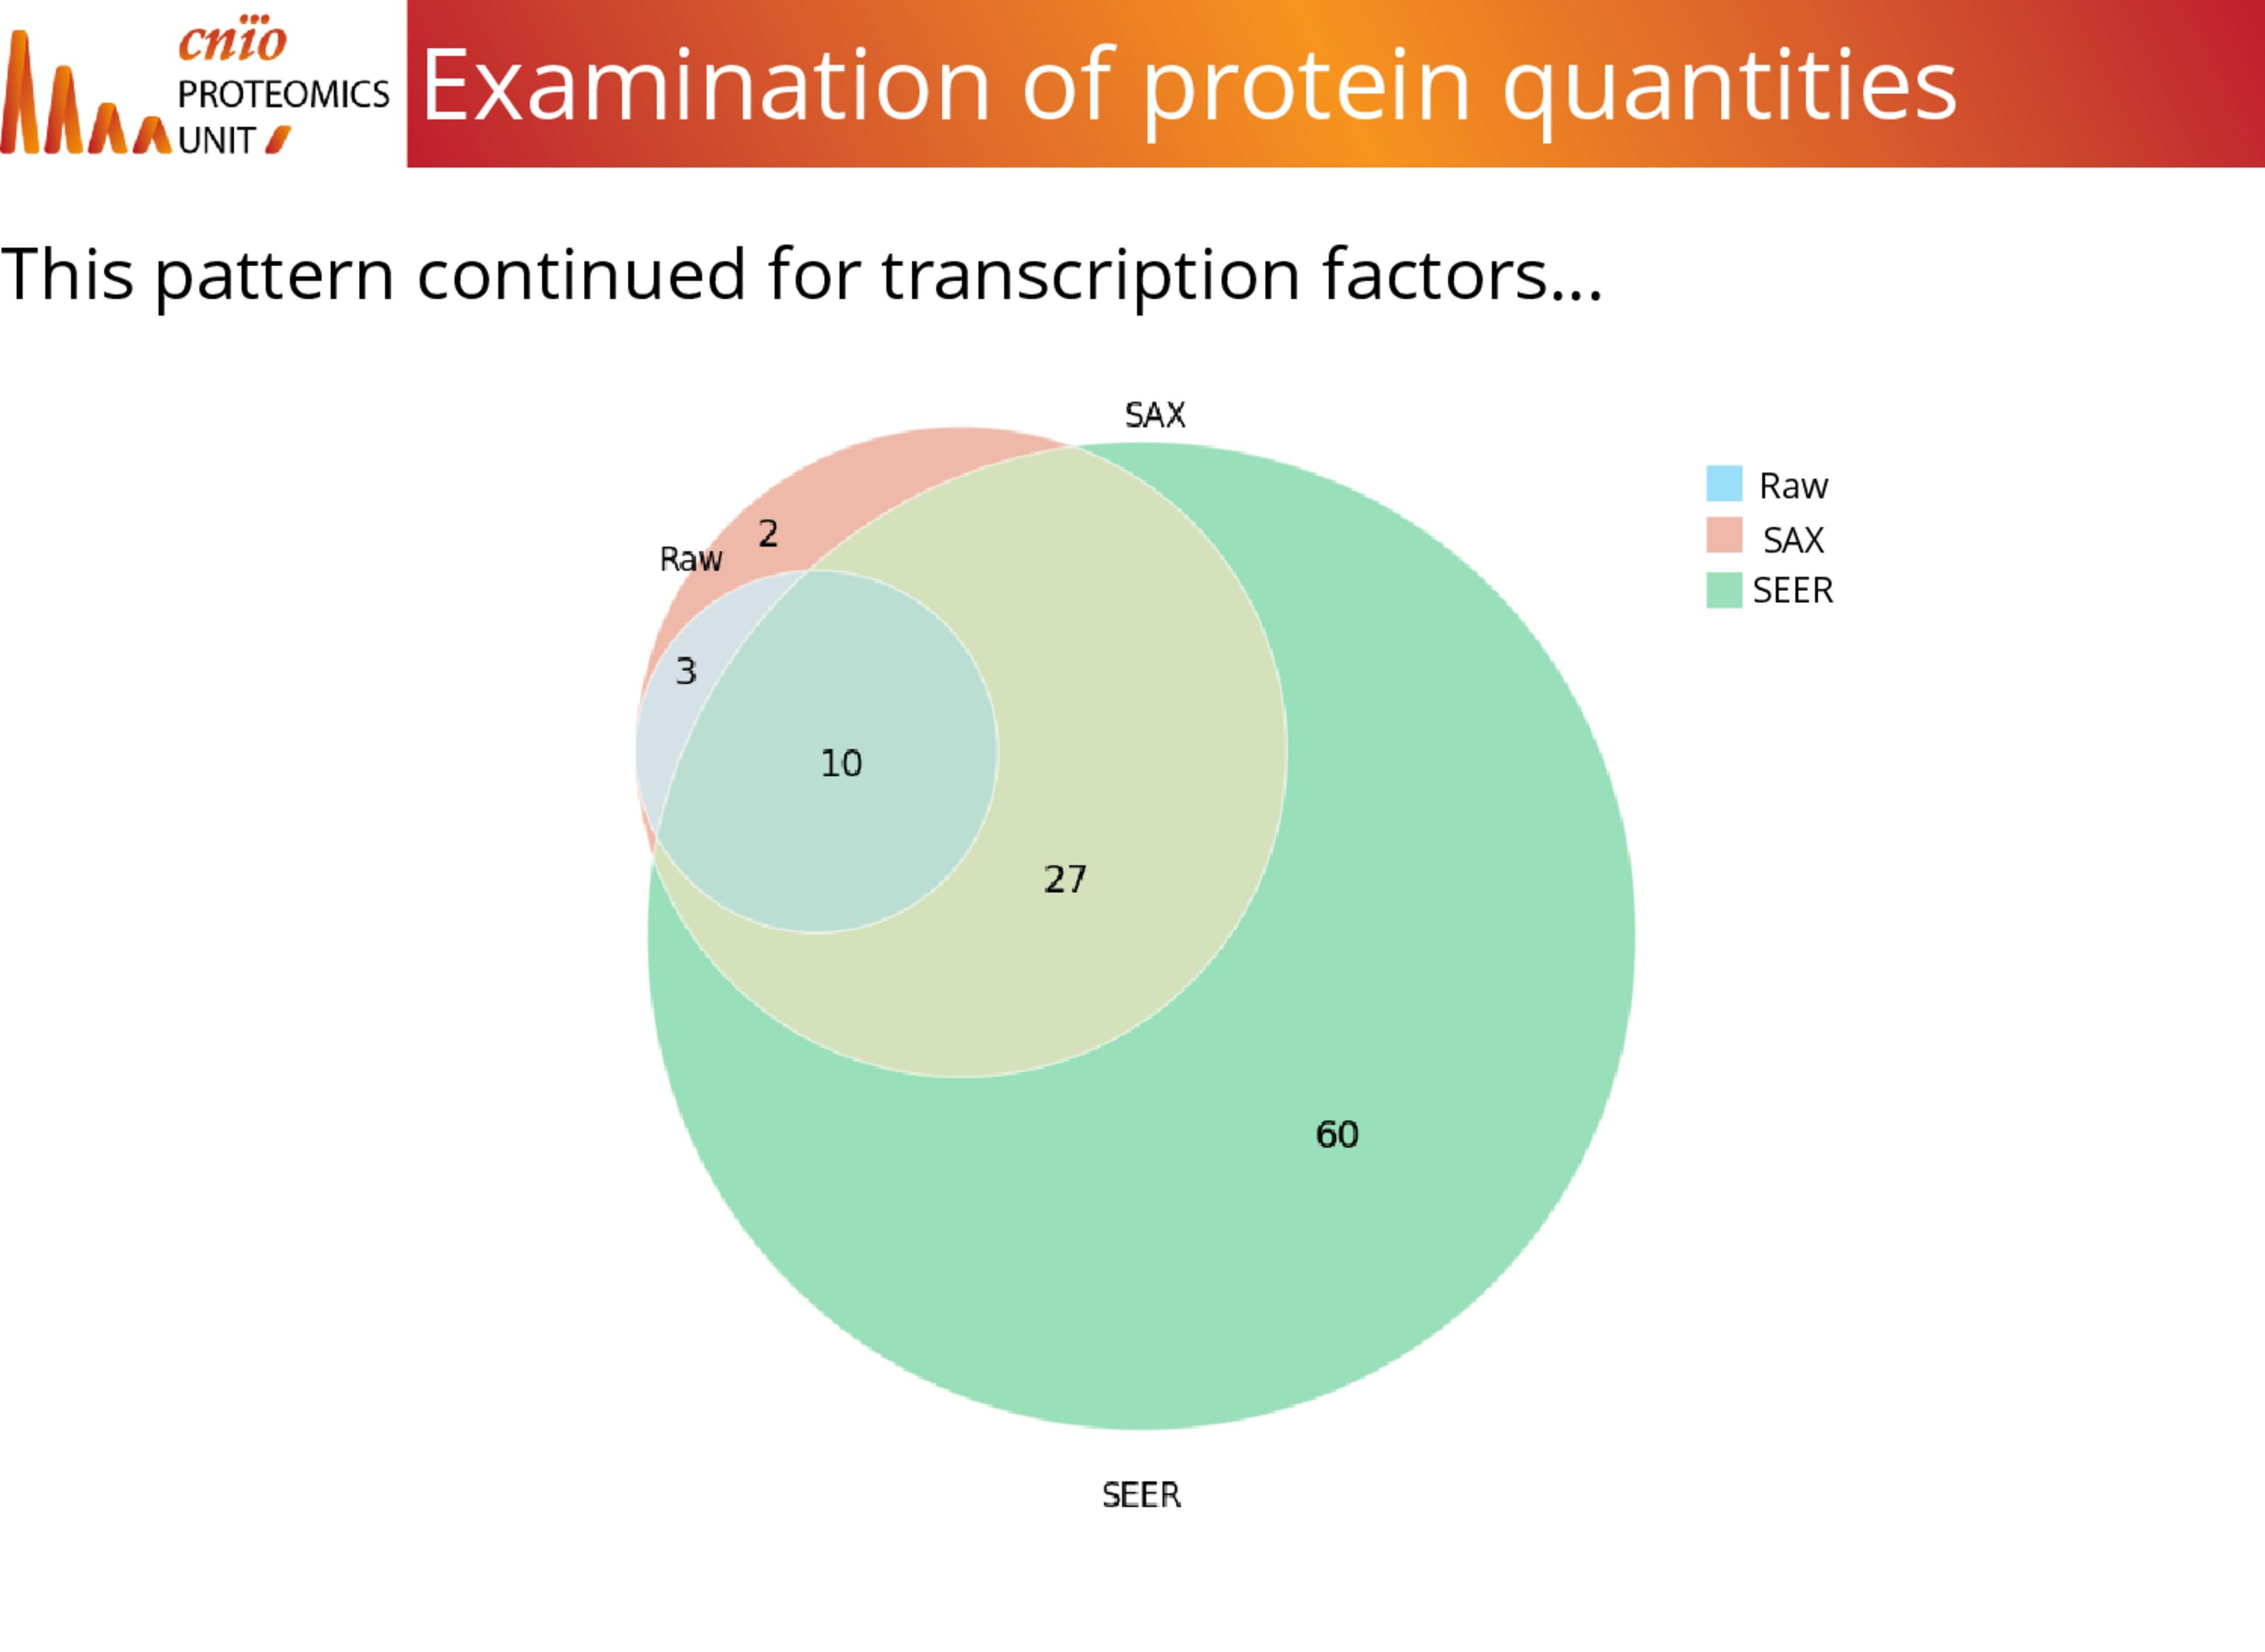 cnio
PROTEOMICS
UNIT
Examination of protein quantities
This pattern continued for transcription factors...
SAX
Raw
2
3
10
27
60
SEER
Raw
SAX
SEER